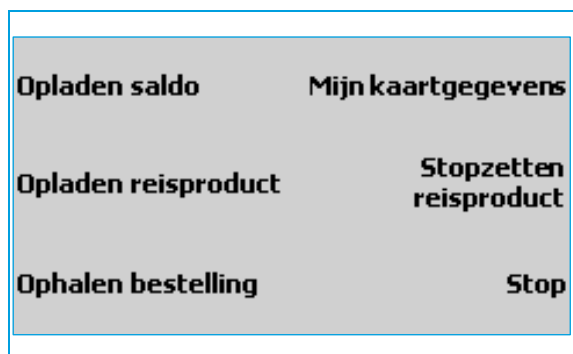 Opladen saldo
Mijn kaartgegevens
Opladen reisproduct
Stopzetten
reisproduct
Ophalen bestelling
Stop